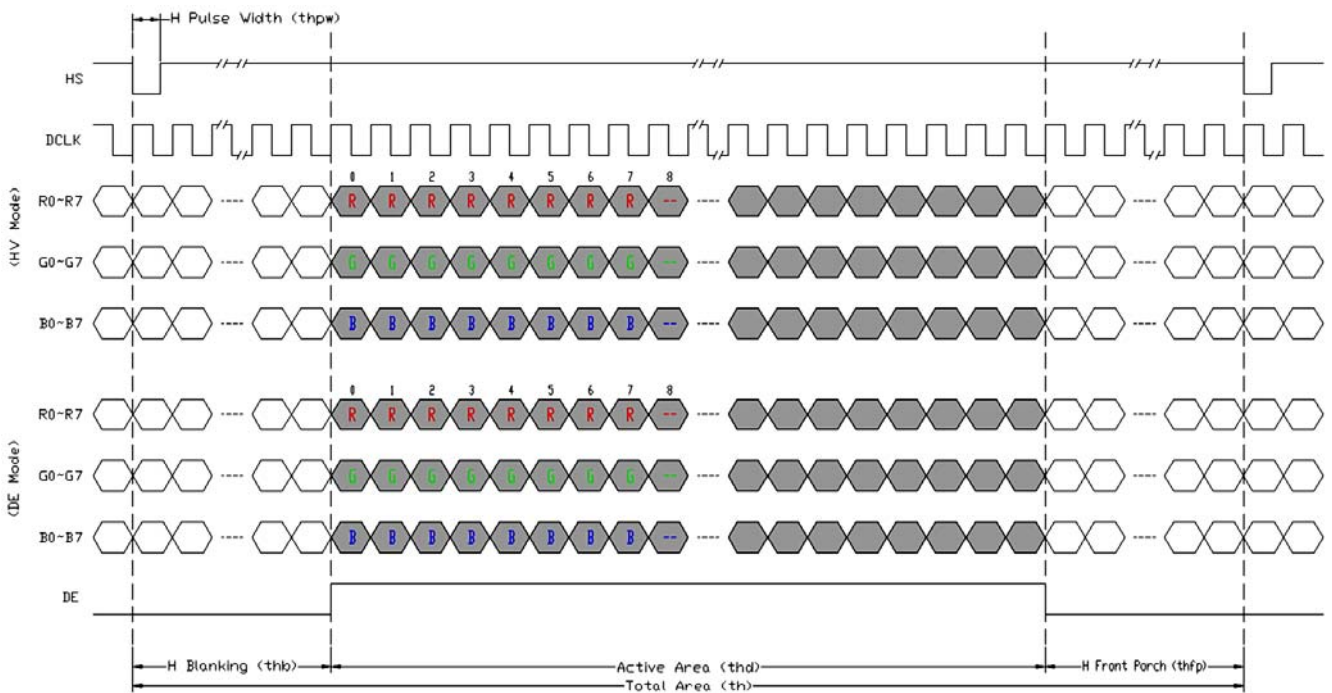 H Pulse Width (thpw)
HS
DCLK
0 1 2 3 4 5 6 7 8
(HV Mode)
R0~R7 R R R R R R R R --
G0~G7 G G G G G G G G --
B0~B7 B B B B B B B B --
0 1 2 3 4 5 6 7 8
(DE Mode)
R0~R7 R R R R R R R R --
G0~G7 G G G G G G G G --
B0~B7 B B B B B B B B --
DE
H Blanking (thb) Active Area (thd) H Front Porch (thfp)
Total Area (th)